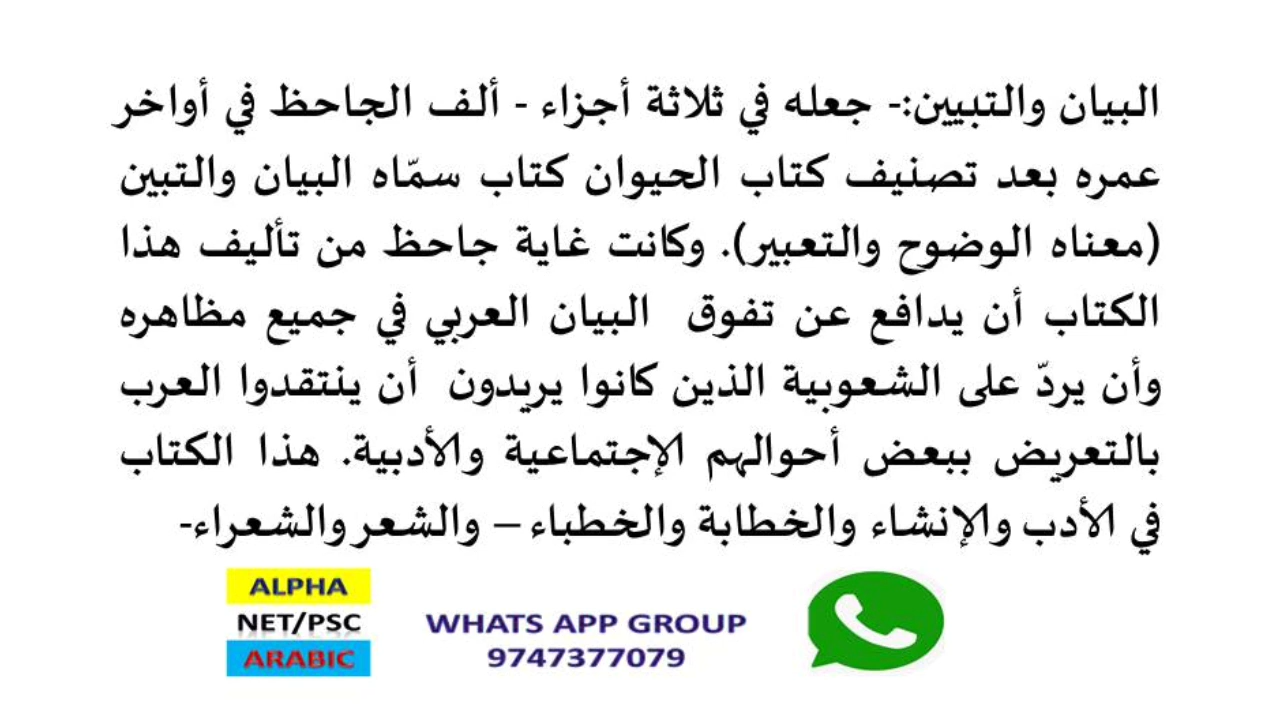 البيان والتبيين:- جعله في ثلاثة أجزاء - ألف الجاحظ في أواخر
عمره بعد تصنيف كتاب الحيوان كتاب سمّاه البيان والتبين
(معناه الوضوح والتعبير). وكانت غاية جاحظ من تأليف هذا
الكتاب أن يدافع عن تفوق البيان العربي في جميع مظاهره
وأن يردّ على الشعوبية الذين كانوا يريدون أن ينتقدوا العرب
بالتعريض ببعض أحوالهم الإجتماعية والأدبية. هذا الكتاب
في الأدب والإنشاء والخطابة والخطباء – والشعر والشعراء-
ALPHA
NET/PSC
ARABIC
WHATS APP GROUP
9747377079